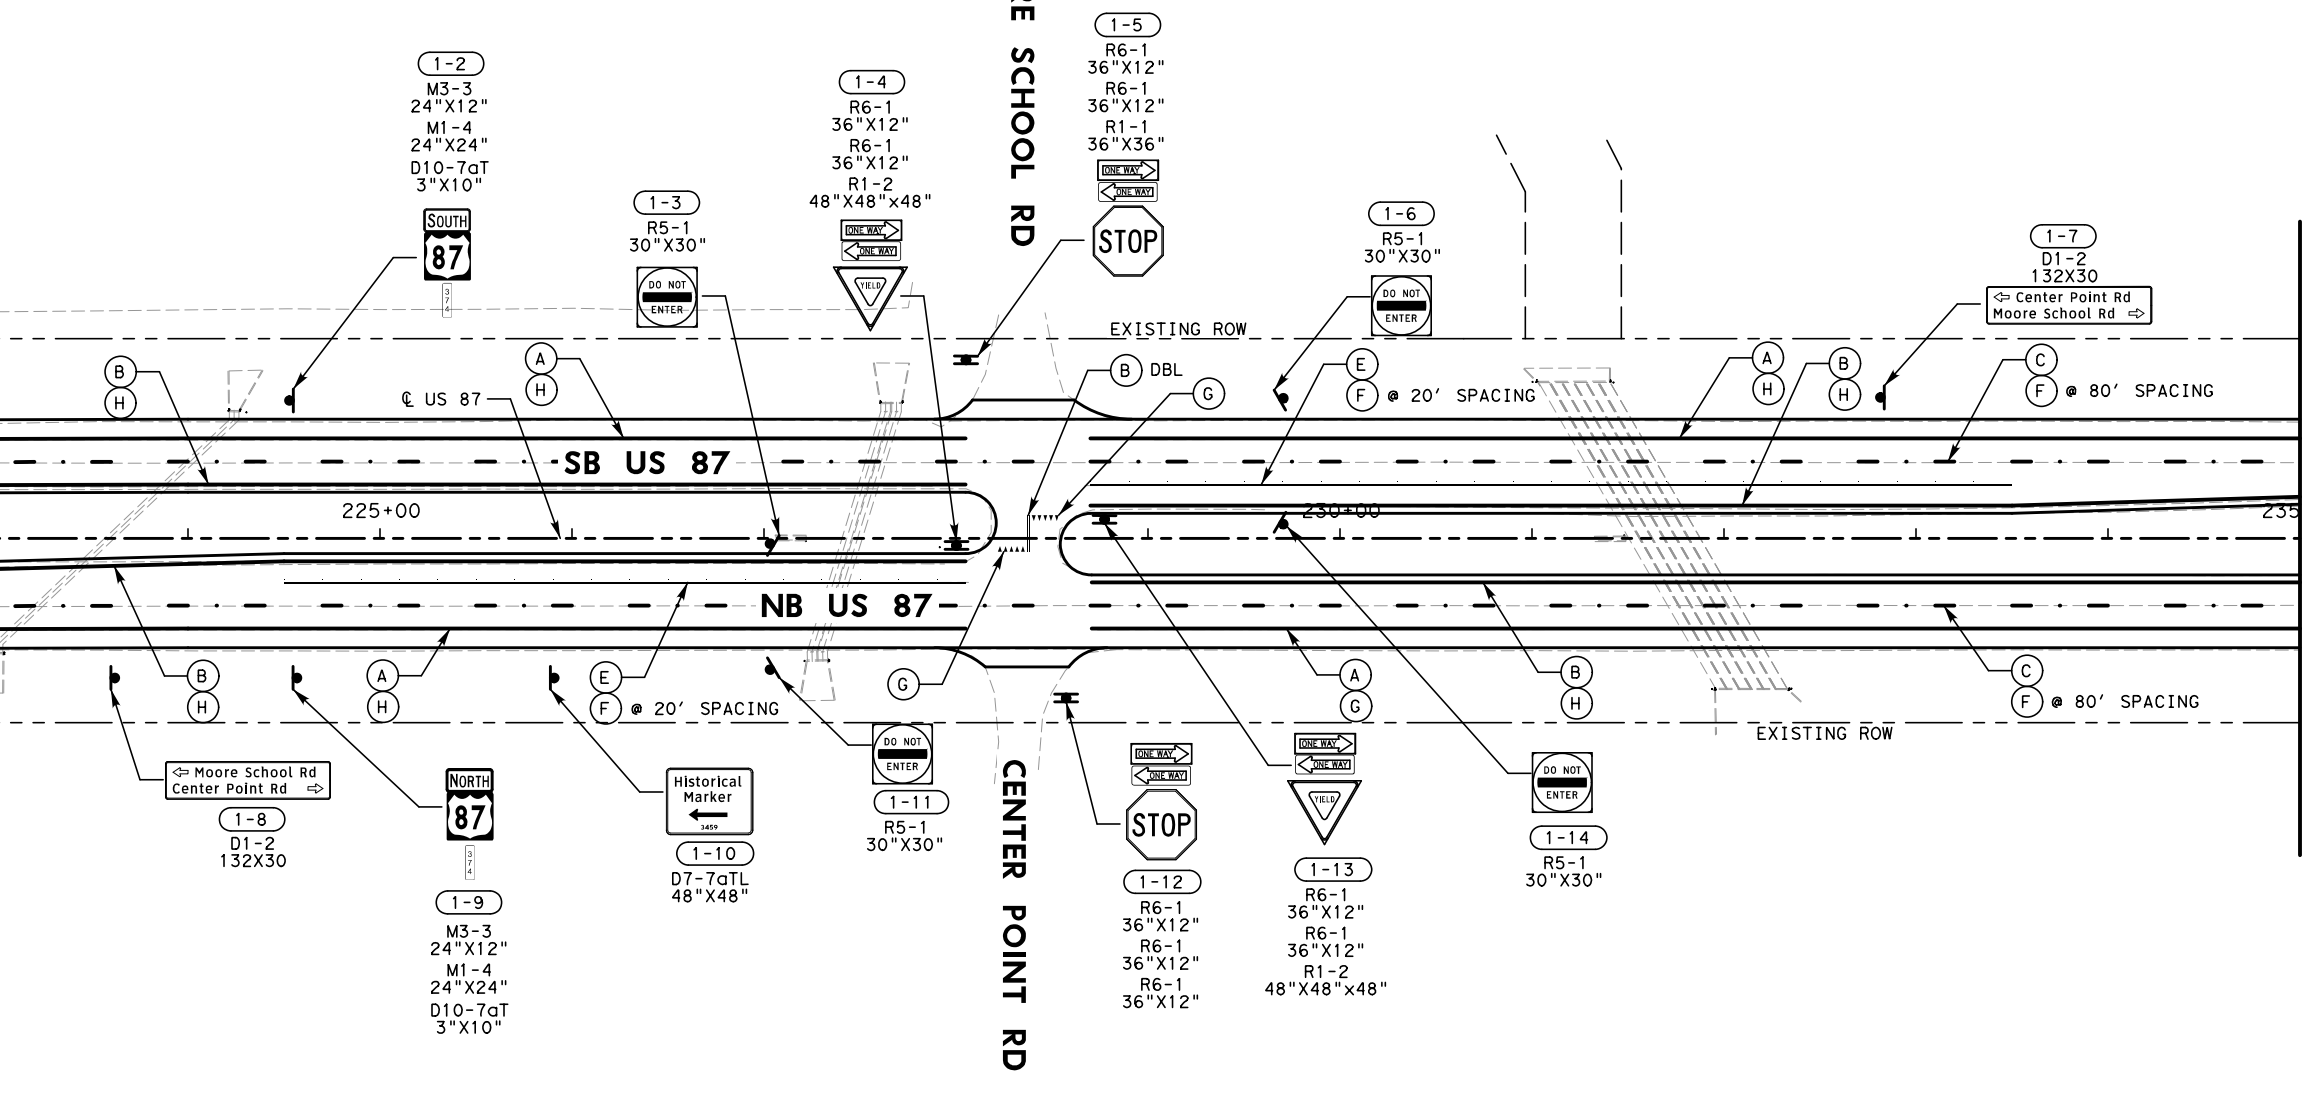 RE SCHOOL RD
1-5
R6-1
36"X12"
R6-1
36"X12"
R1-1
36"X36"
ONE WAY
ONE WAY
STOP
1-2
M3-3
24"X12"
M1-4
24"X24"
D10-7aT
3"X10"
SOUTH
87
374
1-3
R5-1
30"X30"
DO NOT
ENTER
1-4
R6-1
36"X12"
R6-1
36"X12"
R1-2
48"X48"x48"
ONE WAY
ONE WAY
YIELD
1-6
R5-1
30"X30"
DO NOT
ENTER
1-7
D1-2
132X30
Center Point Rd
Moore School Rd
EXISTING ROW
B
H
A
H
℄ US 87
B DBL
G
E
F @ 20' SPACING
A
H
B
H
C
F @ 80' SPACING
SB US 87
225+00
230+00
235
NB US 87
B
H
A
H
E
F @ 20' SPACING
G
A
G
B
H
C
F @ 80' SPACING
EXISTING ROW
Moore School Rd
Center Point Rd
1-8
D1-2
132X30
NORTH
87
374
1-9
M3-3
24"X12"
M1-4
24"X24"
D10-7aT
3"X10"
Historical
Marker
3459
1-10
D7-7aTL
48"X48"
DO NOT
ENTER
1-11
R5-1
30"X30"
CENTER POINT RD
ONE WAY
ONE WAY
STOP
1-12
R6-1
36"X12"
R6-1
36"X12"
R6-1
36"X12"
ONE WAY
ONE WAY
YIELD
1-13
R6-1
36"X12"
R6-1
36"X12"
R1-2
48"X48"x48"
DO NOT
ENTER
1-14
R5-1
30"X30"